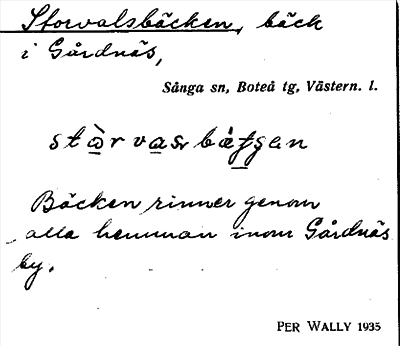 Storvalsbäcken, bäck
i Gårdnäs,
Sånga sn, Boteå tg, Västern. l.
Bäcken rinner genom
alla hemman inom Gårdnäs
by.
PER WALLY 1935